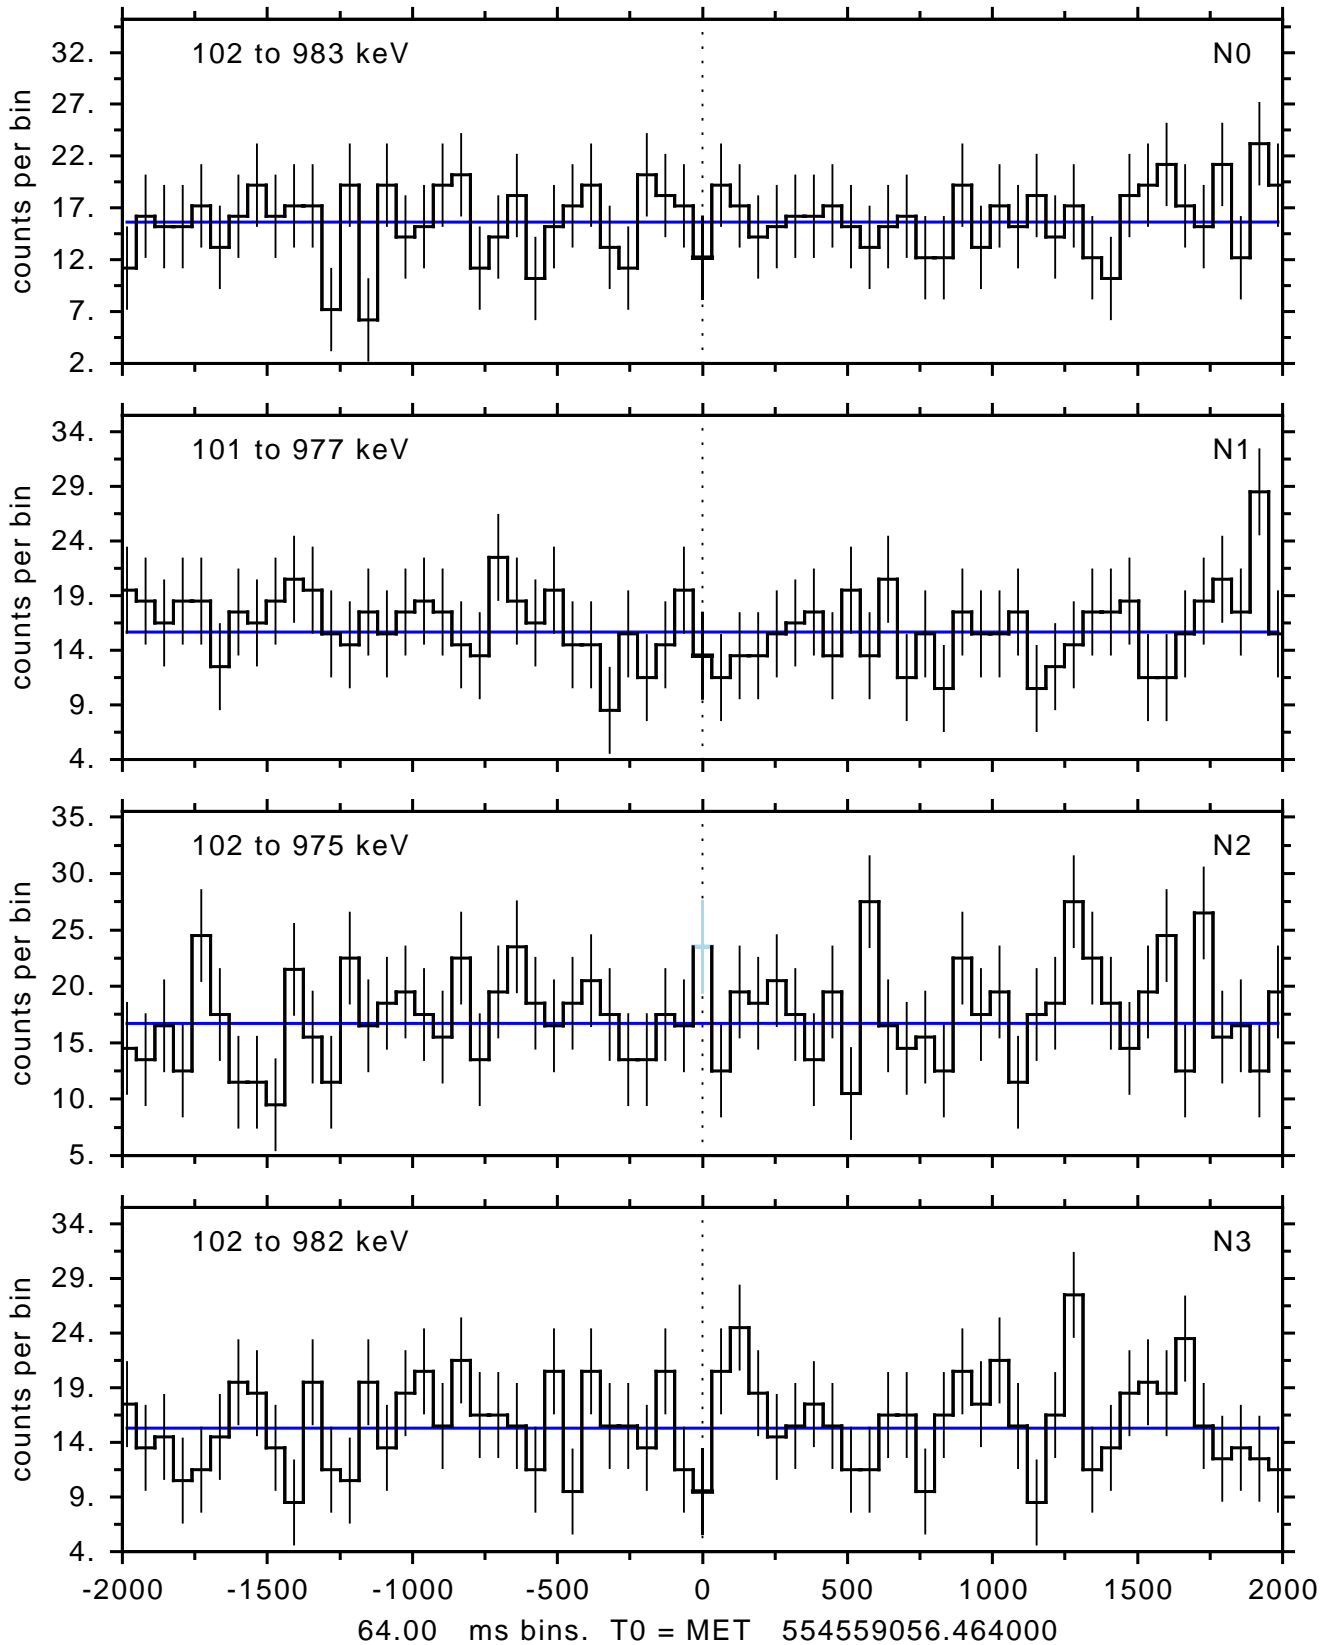 102 to 983 keV N0
counts per bin
32.
27.
22.
17.
12.
7.
2.
101 to 977 keV N1
counts per bin
34.
29.
24.
19.
14.
9.
4.
102 to 975 keV N2
counts per bin
35.
30.
25.
20.
15.
10.
5.
102 to 982 keV N3
counts per bin
34.
29.
24.
19.
14.
9.
4.
-2000 -1500 -1000 -500 0 500 1000 1500 2000
64.00 ms bins. T0 = MET 554559056.464000